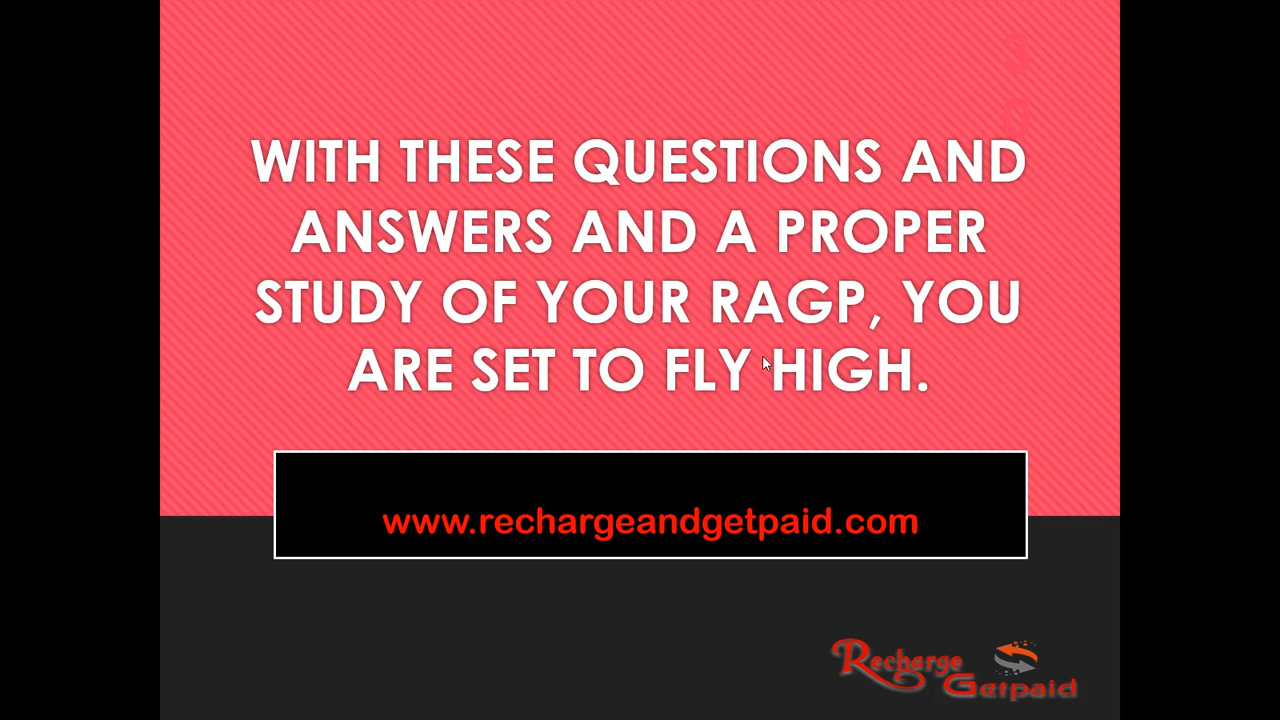 WITH THESE QUESTIONS AND
ANSWERS AND A PROPER
STUDY OF YOUR RAGP, YOU
ARE SET TO FLY HIGH.
www.rechargeandgetpaid.com
Recharge
Getpaid